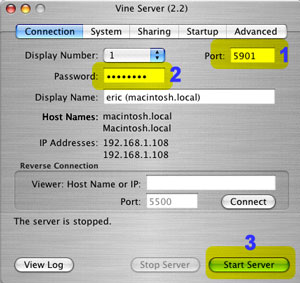 Vine Server (2.2)
Connection System Sharing Startup Advanced
Display Number: 1 Port: 5901 1
Password: •••••••• 2
Display Name: eric (macintosh.local)
Host Names: macintosh.local
Macintosh.local
IP Addresses: 192.168.1.108
192.168.1.108
Reverse Connection
Viewer: Host Name or IP:
Port: 5500 Connect
The server is stopped.
3
View Log Stop Server Start Server